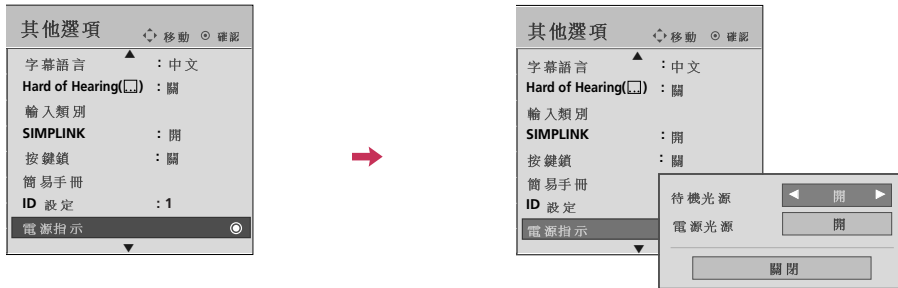 其他選項 移動 ⊙ 確認
字幕語言 : 中文
Hard of Hearing( ) : 關
輸入類別
SIMPLINK : 開
按鍵鎖 : 關
簡易手冊
ID 設定 : 1
電源指示
其他選項 移動 ⊙ 確認
字幕語言 : 中文
Hard of Hearing( ) : 關
輸入類別
SIMPLINK : 開
按鍵鎖 : 關
簡易手冊
ID 設定
電源指示
待機光源 ◀ 開 ▶
電源光源 開
關閉